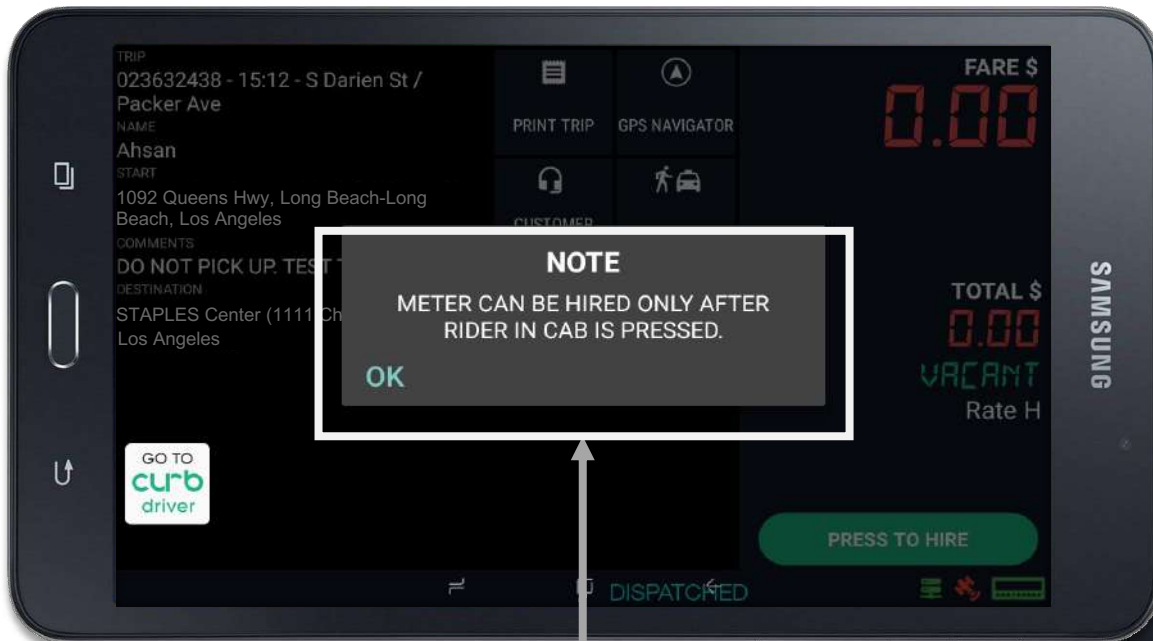 TRIP
023632438 - 15:12 - S Darien St /
Packer Ave
NAME
Ahsan
START
1092 Queens Hwy, Long Beach-Long
Beach, Los Angeles
COMMENTS
DO NOT PICK UP. TEST
DESTINATION
STAPLES Center (1111
Los Angeles
GO TO
curb
driver
PRINT TRIP
GPS NAVIGATOR
CUSTOMER
NOTE
METER CAN BE HIRED ONLY AFTER
RIDER IN CAB IS PRESSED.
OK
FARE $
0.00
TOTAL $
0.00
VACANT
Rate H
PRESS TO HIRE
DISPATCHED
SAMSUNG